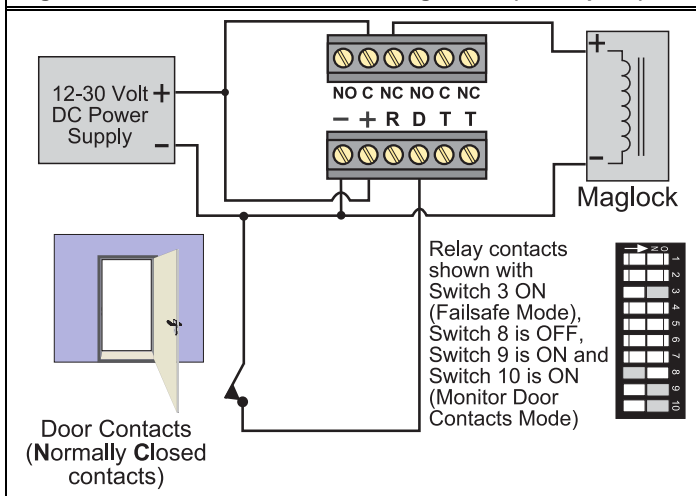 12-30 Volt +
DC Power
Supply -
NO C NC NO C NC
- + R D T T
+
-
Maglock
Relay contacts
shown with
Switch 3 ON
(Failsafe Mode),
Switch 8 is OFF,
Switch 9 is ON and
Switch 10 is ON
(Monitor Door
Contacts Mode)
ON
1
2
3
4
5
6
7
8
9
10
Door Contacts
(Normally Closed
contacts)